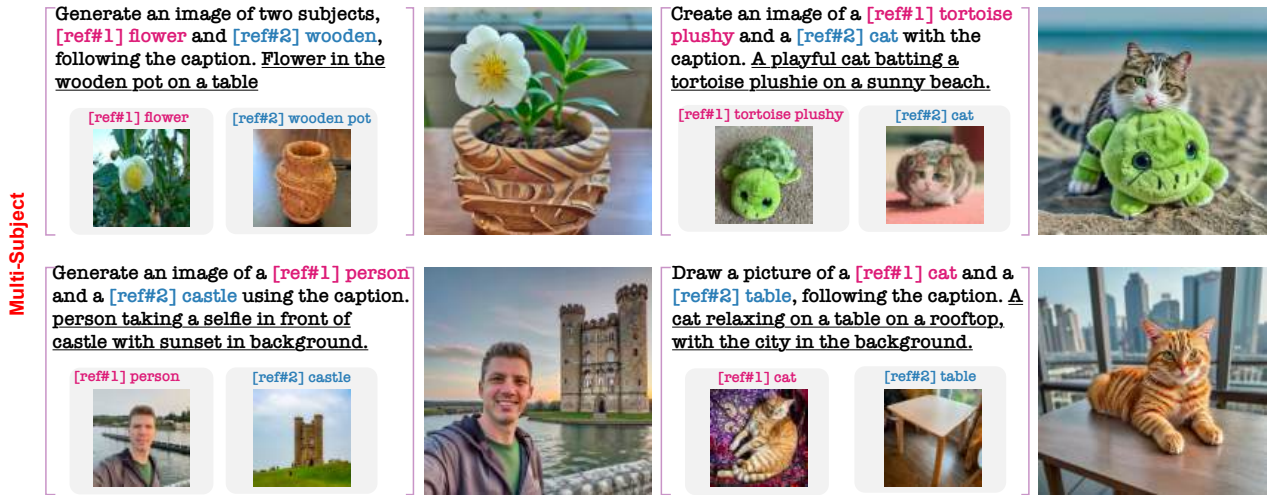 Multi-Subject
Generate an image of two subjects,
[ref#1] flower and [ref#2] wooden,
following the caption. Flower in the
wooden pot on a table
[ref#1] flower
[ref#2] wooden pot
Create an image of a [ref#1] tortoise
plushy and a [ref#2] cat with the
caption. A playful cat batting a
tortoise plushie on a sunny beach.
[ref#1] tortoise plushy
[ref#2] cat
Generate an image of a [ref#1] person
and a [ref#2] castle using the caption.
person taking a selfie in front of
castle with sunset in background.
[ref#1] person
[ref#2] castle
Draw a picture of a [ref#1] cat and a
[ref#2] table, following the caption. A
cat relaxing on a table on a rooftop,
with the city in the background.
[ref#1] cat
[ref#2] table